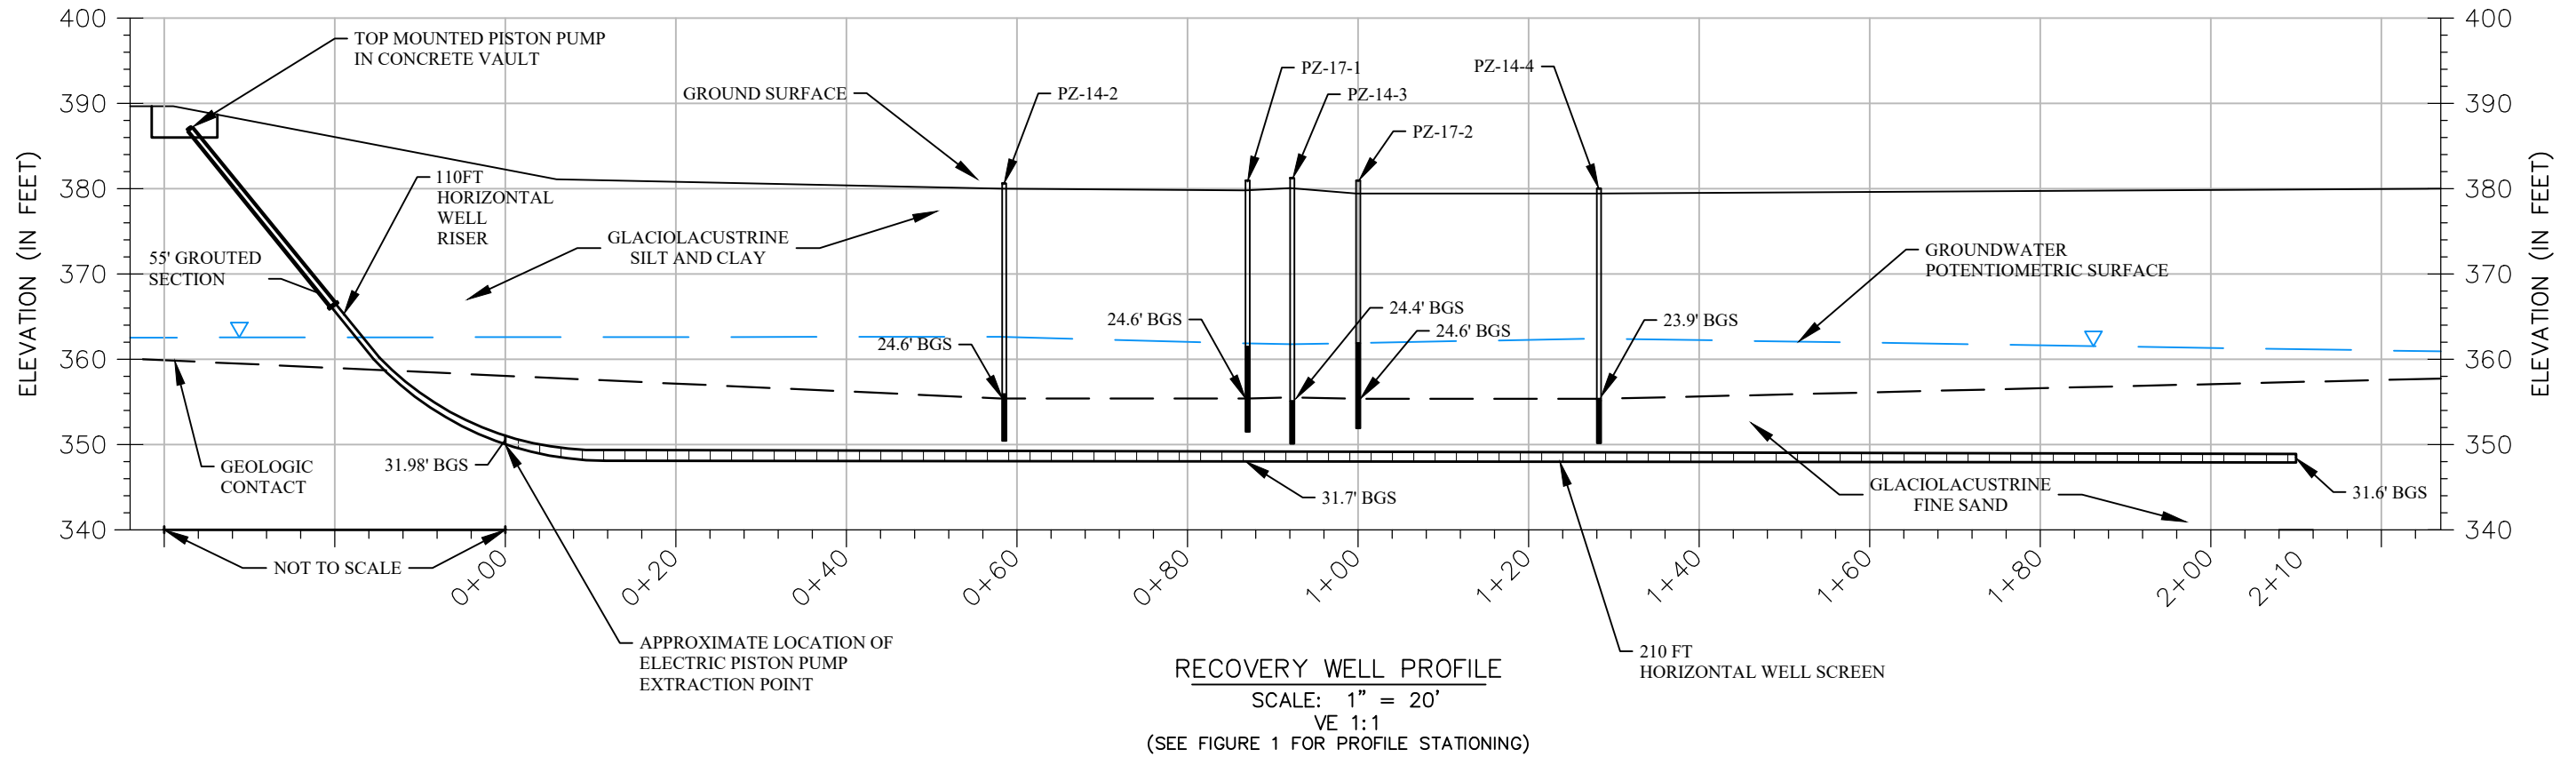 400
390
380
370
360
350
340
ELEVATION (IN FEET)
TOP MOUNTED PISTON PUMP
IN CONCRETE VAULT
110FT
HORIZONTAL
WELL
RISER
55' GROUTED
SECTION
GROUND SURFACE
GLACIOLACUSTRINE
SILT AND CLAY
PZ-14-2
PZ-17-1
PZ-14-3
PZ-17-2
PZ-14-4
GROUNDWATER
POTENTIOMETRIC SURFACE
24.6' BGS
24.6' BGS
24.4' BGS
24.6' BGS
23.9' BGS
GEOLOGIC
CONTACT
31.98' BGS
31.7' BGS
GLACIOLACUSTRINE
FINE SAND
31.6' BGS
400
390
380
370
360
350
340
ELEVATION (IN FEET)
NOT TO SCALE
0+00
0+20
0+40
0+60
0+80
1+00
1+20
1+40
1+60
1+80
2+00
2+10
APPROXIMATE LOCATION OF
ELECTRIC PISTON PUMP
EXTRACTION POINT
210 FT
HORIZONTAL WELL SCREEN
RECOVERY WELL PROFILE
SCALE: 1" = 20'
VE 1:1
(SEE FIGURE 1 FOR PROFILE STATIONING)